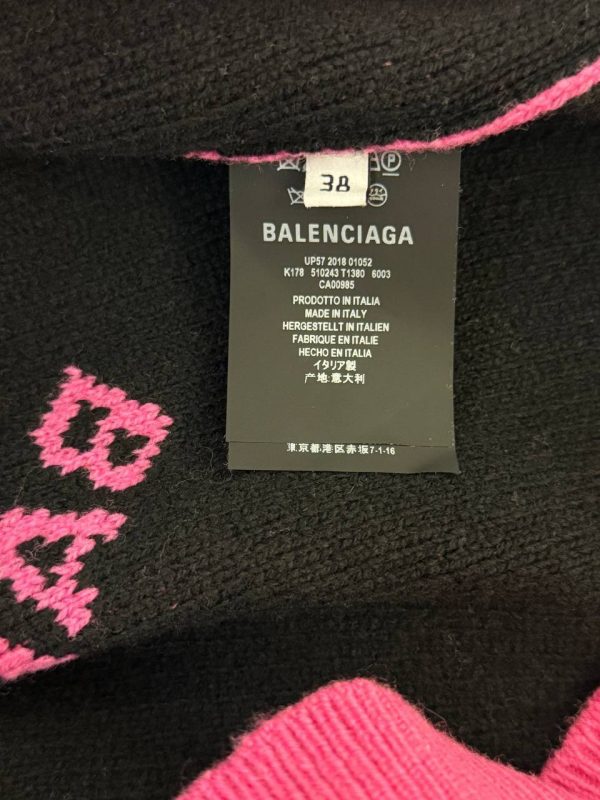 38
BALENCIAGA
UP57 2018 01052
K178 510243 T1380 6003
CA00985
PRODOTTO IN ITALIA
MADE IN ITALY
HERGESTELLT IN ITALIEN
FABRIQUE EN ITALIE
HECHO EN ITALIA
イタリア製
产地:意大利
東京都港区赤坂7-1-16
BA